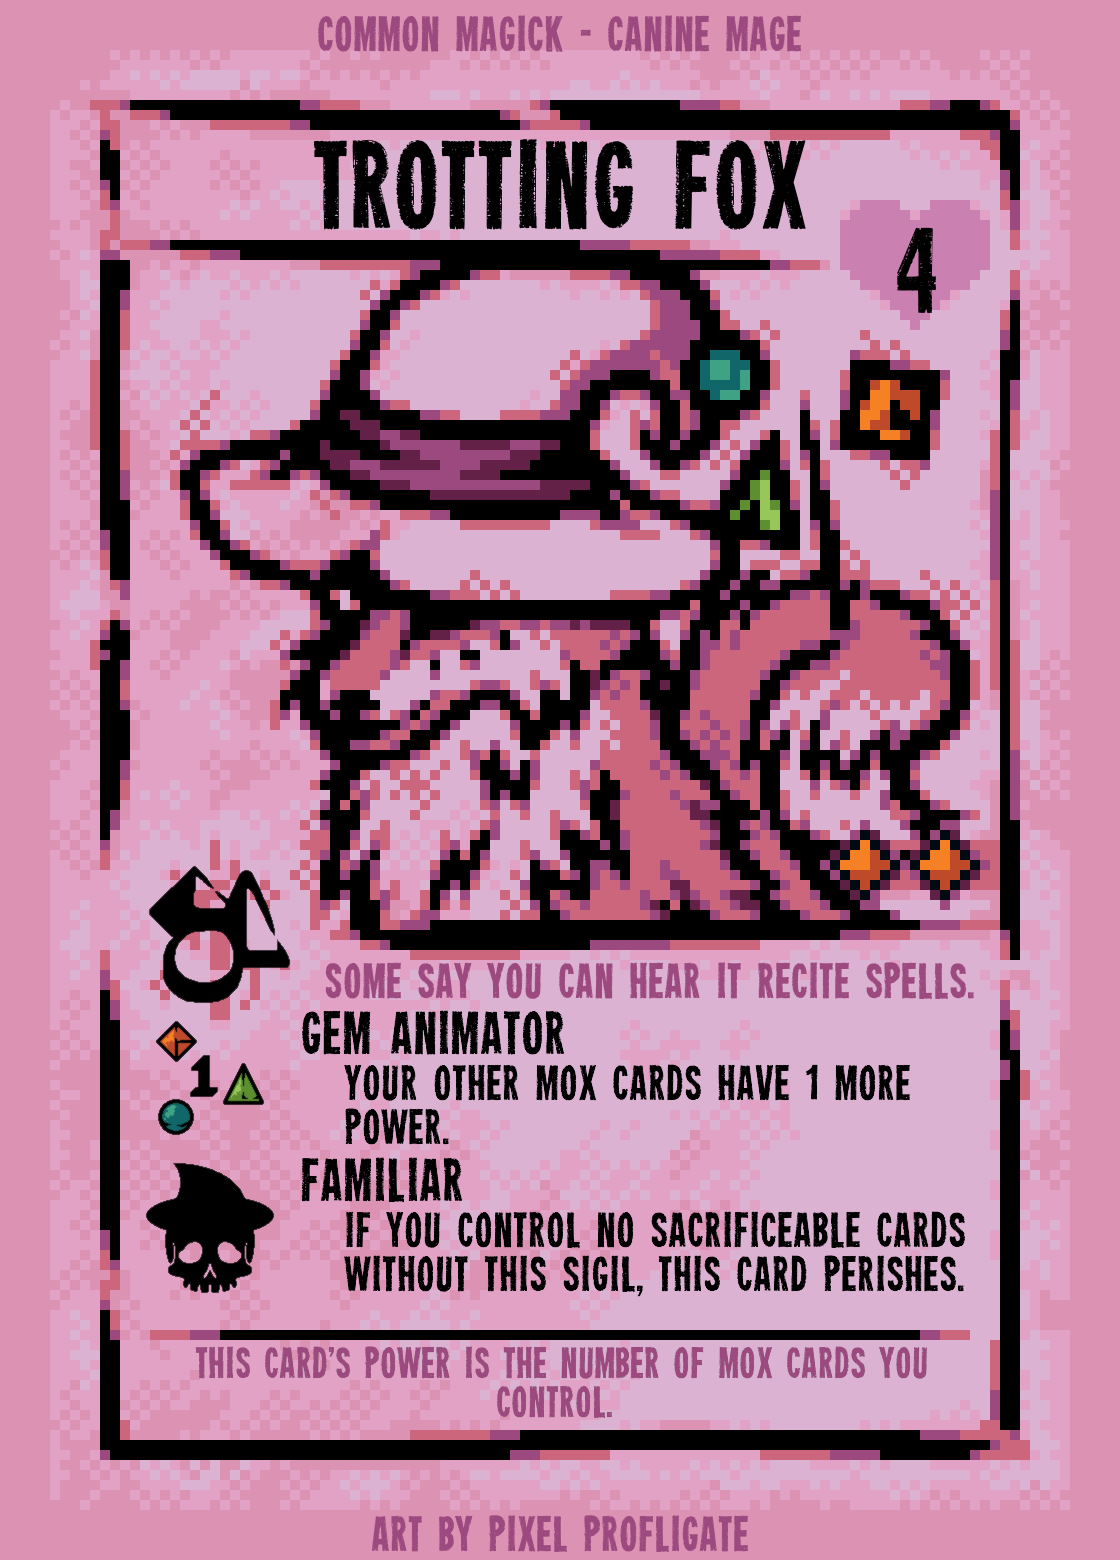 COMMON MAGICK - CANINE MAGE
TROTTING FOX
4
SOME SAY YOU CAN HEAR IT RECITE SPELLS.
GEM ANIMATOR
1
YOUR OTHER MOX CARDS HAVE 1 MORE
POWER.
FAMILIAR
IF YOU CONTROL NO SACRIFICEABLE CARDS
WITHOUT THIS SIGIL, THIS CARD PERISHES.
THIS CARD'S POWER IS THE NUMBER OF MOX CARDS YOU
CONTROL.
ART BY PIXEL PROFLIGATE